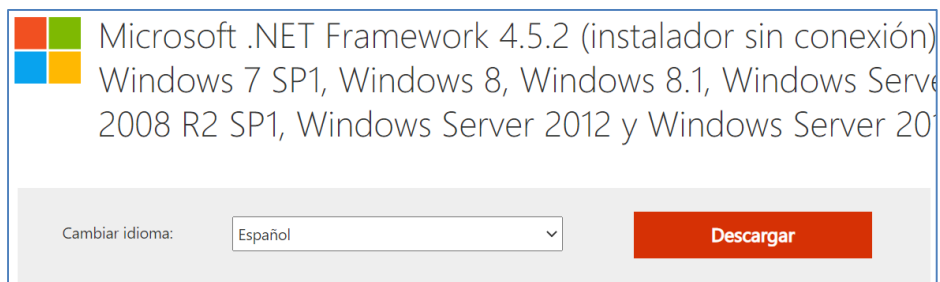 Microsoft .NET Framework 4.5.2 (instalador sin conexión)
Windows 7 SP1, Windows 8, Windows 8.1, Windows Serve
2008 R2 SP1, Windows Server 2012 y Windows Server 20
Cambiar idioma: Español Descargar